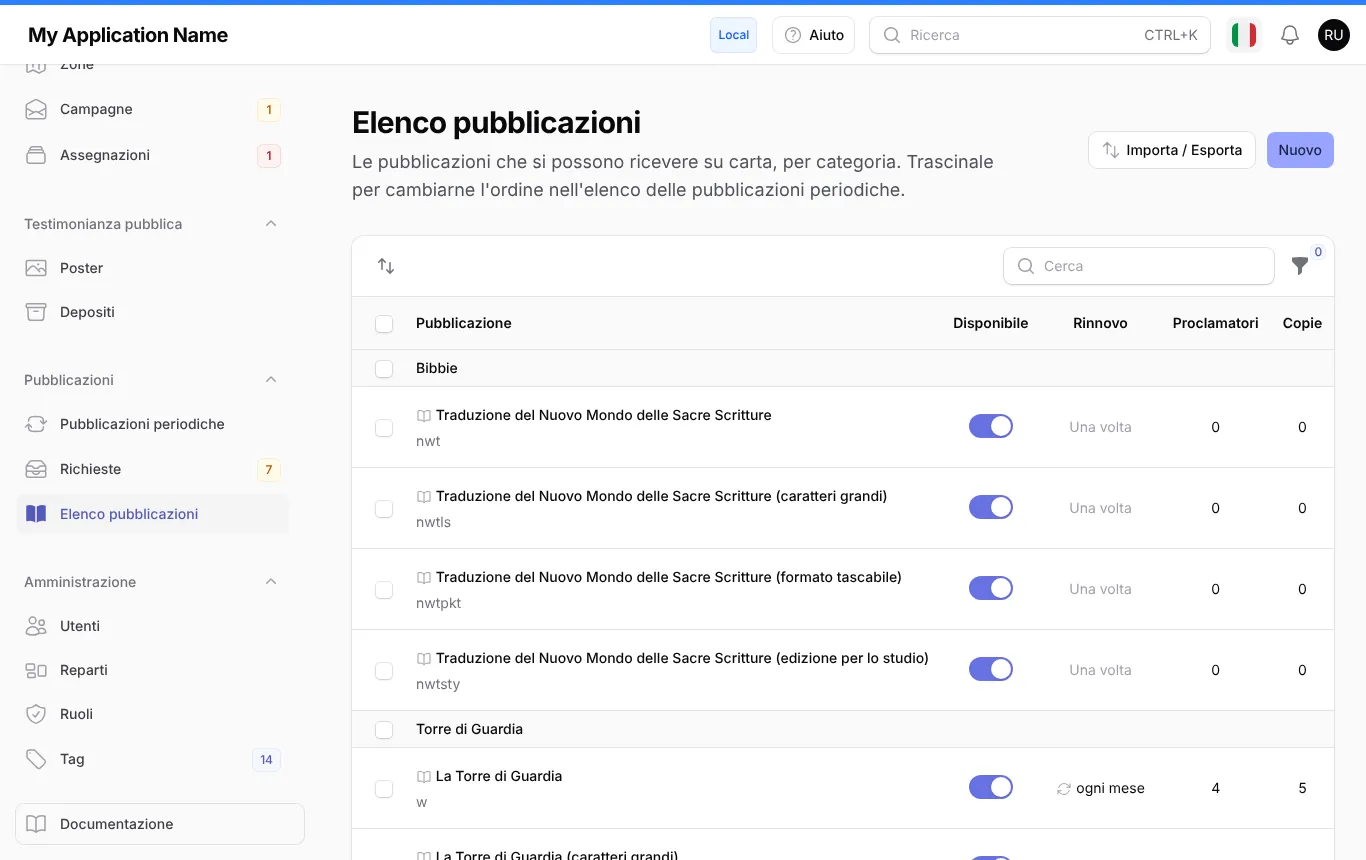 My Application Name
Local
Aiuto
Ricerca
CTRL+K
RU
Zone
Campagne
1
Assegnazioni
1
Testimonianza pubblica
Poster
Depositi
Pubblicazioni
Pubblicazioni periodiche
Richieste
7
Elenco pubblicazioni
Amministrazione
Utenti
Reparti
Ruoli
Tag
14
Documentazione
Elenco pubblicazioni
Le pubblicazioni che si possono ricevere su carta, per categoria. Trascinale
per cambiarne l'ordine nell'elenco delle pubblicazioni periodiche.
Importa / Esporta
Nuovo
Cerca
0
Pubblicazione Disponibile Rinnovo Proclamatori Copie
Bibbie
Traduzione del Nuovo Mondo delle Sacre Scritture
nwt
Una volta 0 0
Traduzione del Nuovo Mondo delle Sacre Scritture (caratteri grandi)
nwtls
Una volta 0 0
Traduzione del Nuovo Mondo delle Sacre Scritture (formato tascabile)
nwtpkt
Una volta 0 0
Traduzione del Nuovo Mondo delle Sacre Scritture (edizione per lo studio)
nwtsty
Una volta 0 0
Torre di Guardia
La Torre di Guardia
w
ogni mese 4 5
La Torre di Guardia (caratteri grandi)